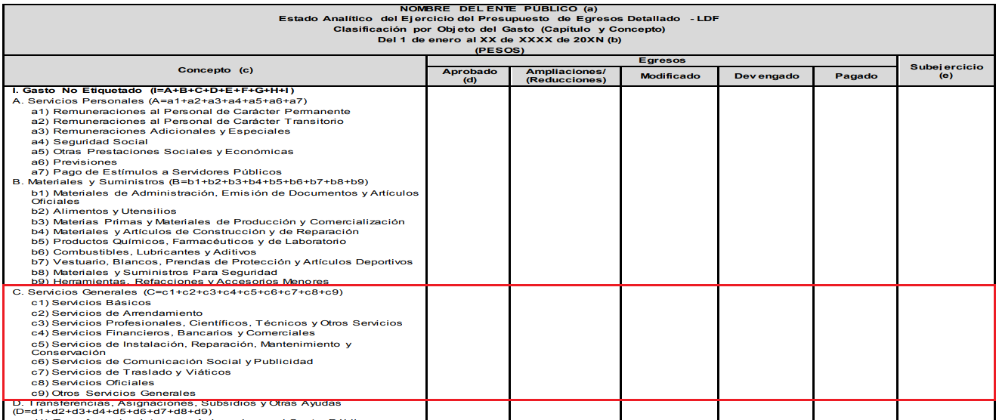 NOMBRE DEL ENTE PÚBLICO (a)
Estado Analítico del Ejercicio del Presupuesto de Egresos Detallado - LDF
Clasificación por Objeto del Gasto (Capítulo y Concepto)
Del 1 de enero al XX de XXXX de 20XN (b)
(PESOS)
Concepto (c)
Egresos
Subejercicio (e)
Aprobado (d)
Ampliaciones/ (Reducciones)
Modificado
Devengado
Pagado
I. Gasto No Etiquetado (I=A+B+C+D+E+F+G+H+I)
A. Servicios Personales (A=a1+a2+a3+a4+a5+a6+a7)
a1) Remuneraciones al Personal de Carácter Permanente
a2) Remuneraciones al Personal de Carácter Transitorio
a3) Remuneraciones Adicionales y Especiales
a4) Seguridad Social
a5) Otras Prestaciones Sociales y Económicas
a6) Previsiones
a7) Pago de Estímulos a Servidores Públicos
B. Materiales y Suministros (B=b1+b2+b3+b4+b5+b6+b7+b8+b9)
b1) Materiales de Administración, Emisión de Documentos y Artículos
Oficiales
b2) Alimentos y Utensilios
b3) Materias Primas y Materiales de Producción y Comercialización
b4) Materiales y Artículos de Construcción y de Reparación
b5) Productos Químicos, Farmacéuticos y de Laboratorio
b6) Combustibles, Lubricantes y Aditivos
b7) Vestuario, Blancos, Prendas de Protección y Artículos Deportivos
b8) Materiales y Suministros Para Seguridad
b9) Herramientas, Refacciones y Accesorios Menores
C. Servicios Generales (C=c1+c2+c3+c4+c5+c6+c7+c8+c9)
c1) Servicios Básicos
c2) Servicios de Arrendamiento
c3) Servicios Profesionales, Científicos, Técnicos y Otros Servicios
c4) Servicios Financieros, Bancarios y Comerciales
c5) Servicios de Instalación, Reparación, Mantenimiento y
Conservación
c6) Servicios de Comunicación Social y Publicidad
c7) Servicios de Traslado y Viáticos
c8) Servicios Oficiales
c9) Otros Servicios Generales
D. Transferencias, Asignaciones, Subsidios y Otras Ayudas
(D=d1+d2+d3+d4+d5+d6+d7+d8+d9)